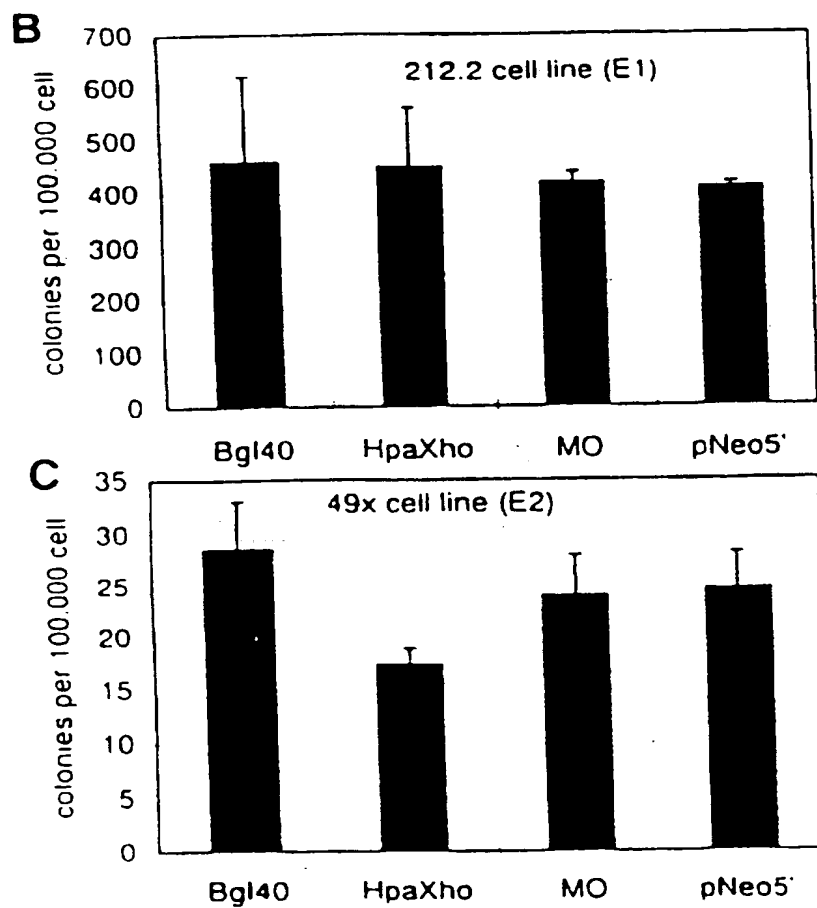 B
700
600
500
400
300
200
100
0
colonies per 100.000 cell
212.2 cell line (E1)
Bgl40 HpaXho MO pNeo5'
C
35
30
25
20
15
10
5
0
colonies per 100.000 cell
49x cell line (E2)
Bgl40 HpaXho MO pNeo5'